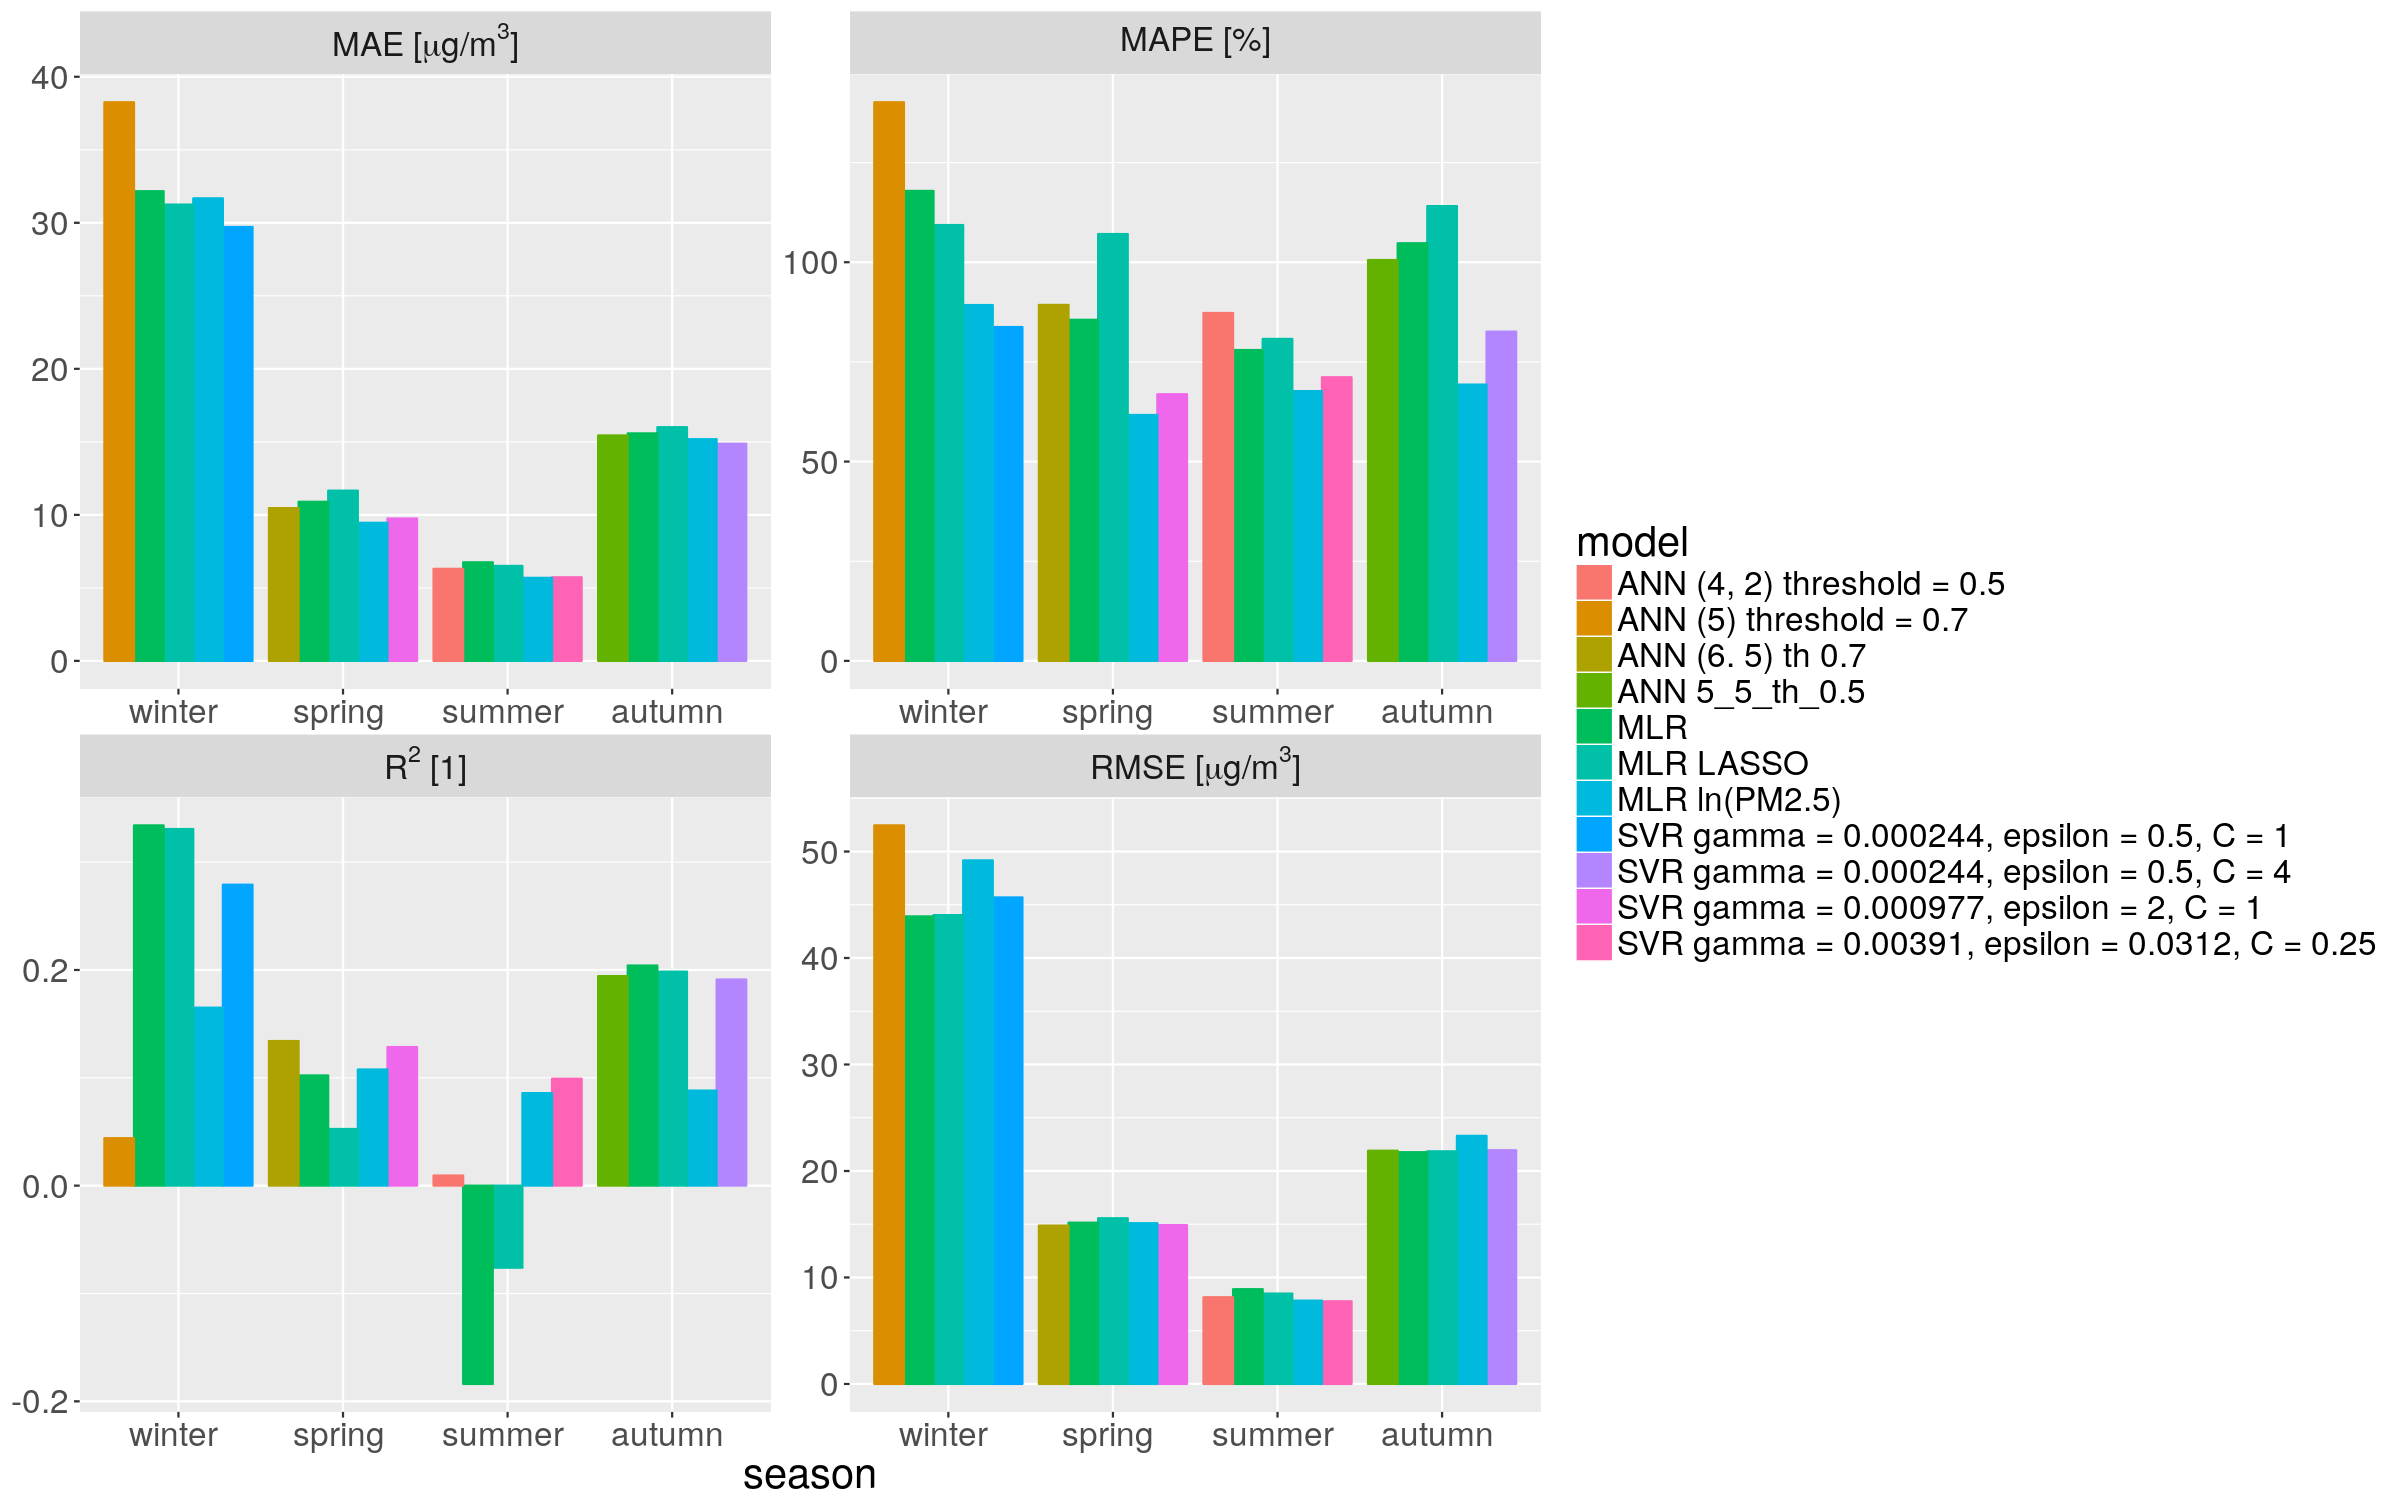 MAE [μg/m³]
40
30
20
10
0
winter spring summer autumn
MAPE [%]
100
50
0
winter spring summer autumn
R² [1]
0.2
0.0
-0.2
winter spring summer autumn
RMSE [μg/m³]
50
40
30
20
10
0
winter spring summer autumn
season
model
ANN (4, 2) threshold = 0.5
ANN (5) threshold = 0.7
ANN (6. 5) th 0.7
ANN 5_5_th_0.5
MLR
MLR LASSO
MLR ln(PM2.5)
SVR gamma = 0.000244, epsilon = 0.5, C = 1
SVR gamma = 0.000244, epsilon = 0.5, C = 4
SVR gamma = 0.000977, epsilon = 2, C = 1
SVR gamma = 0.00391, epsilon = 0.0312, C = 0.25